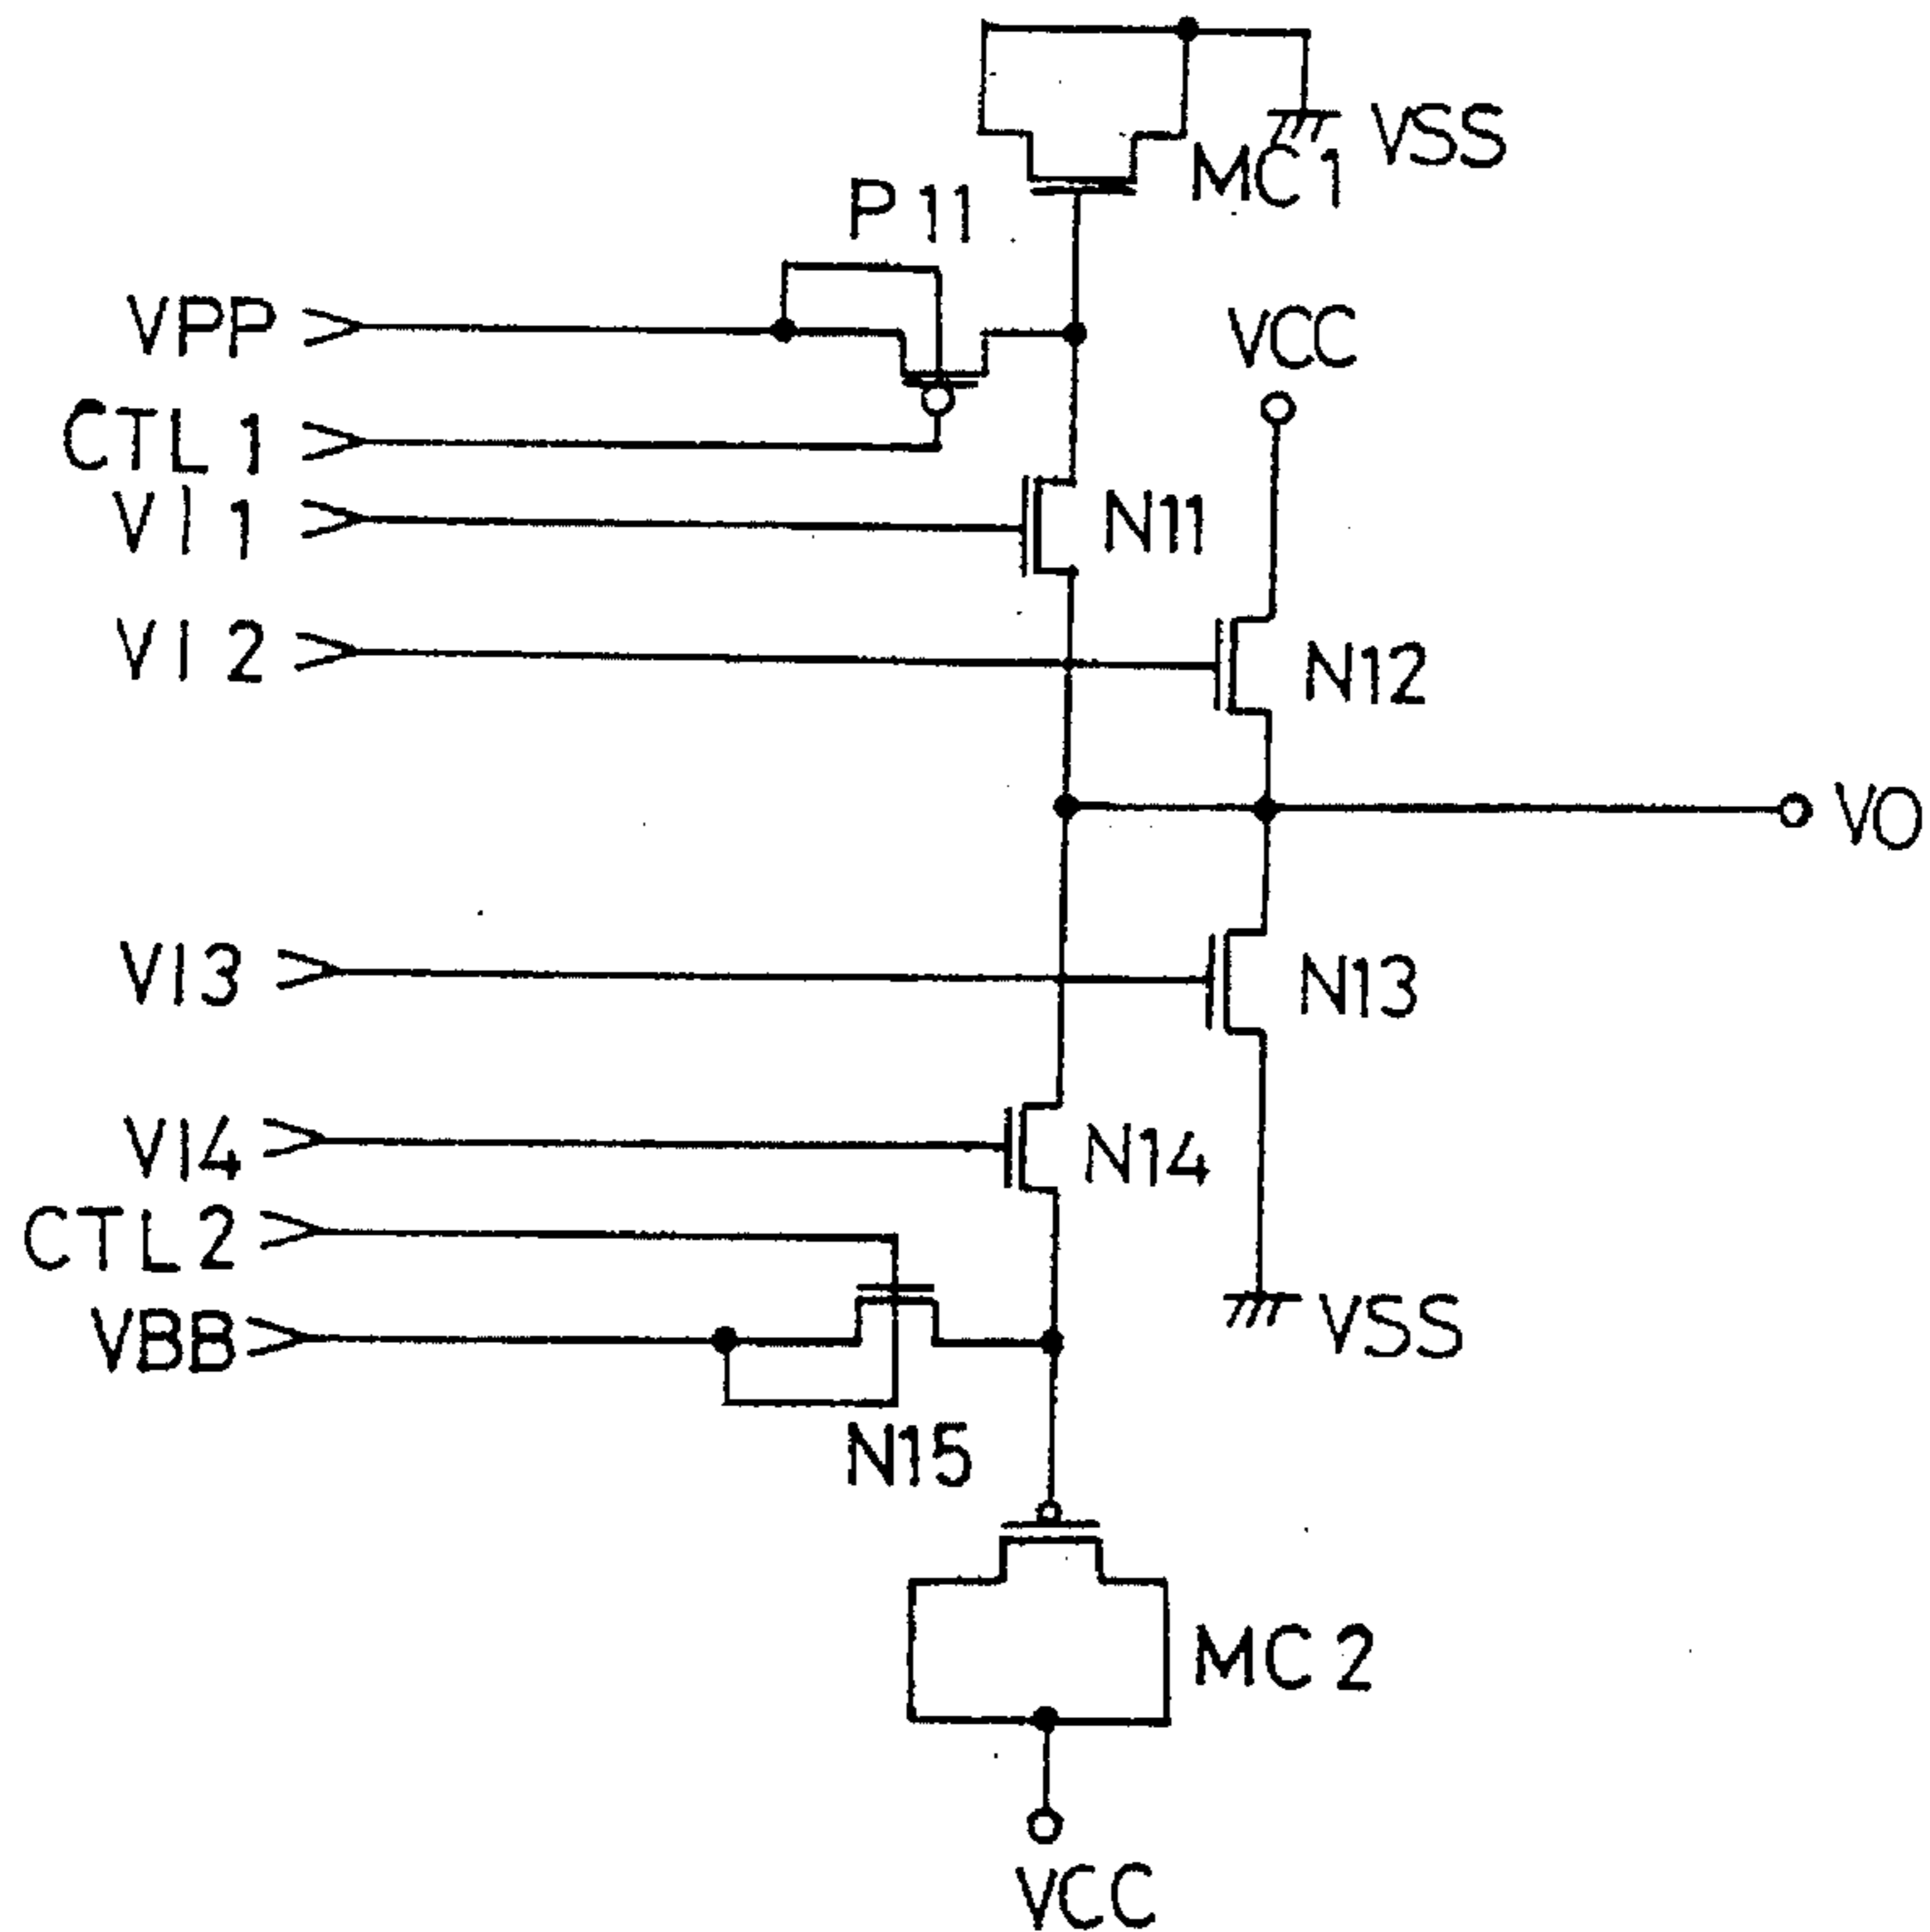 VSS
MC1
P11
VPP
VCC
CTL1
VI1
N11
VI2
N12
VO
VI3
N13
VI4
N14
CTL2
VBB
VSS
N15
MC2
VCC